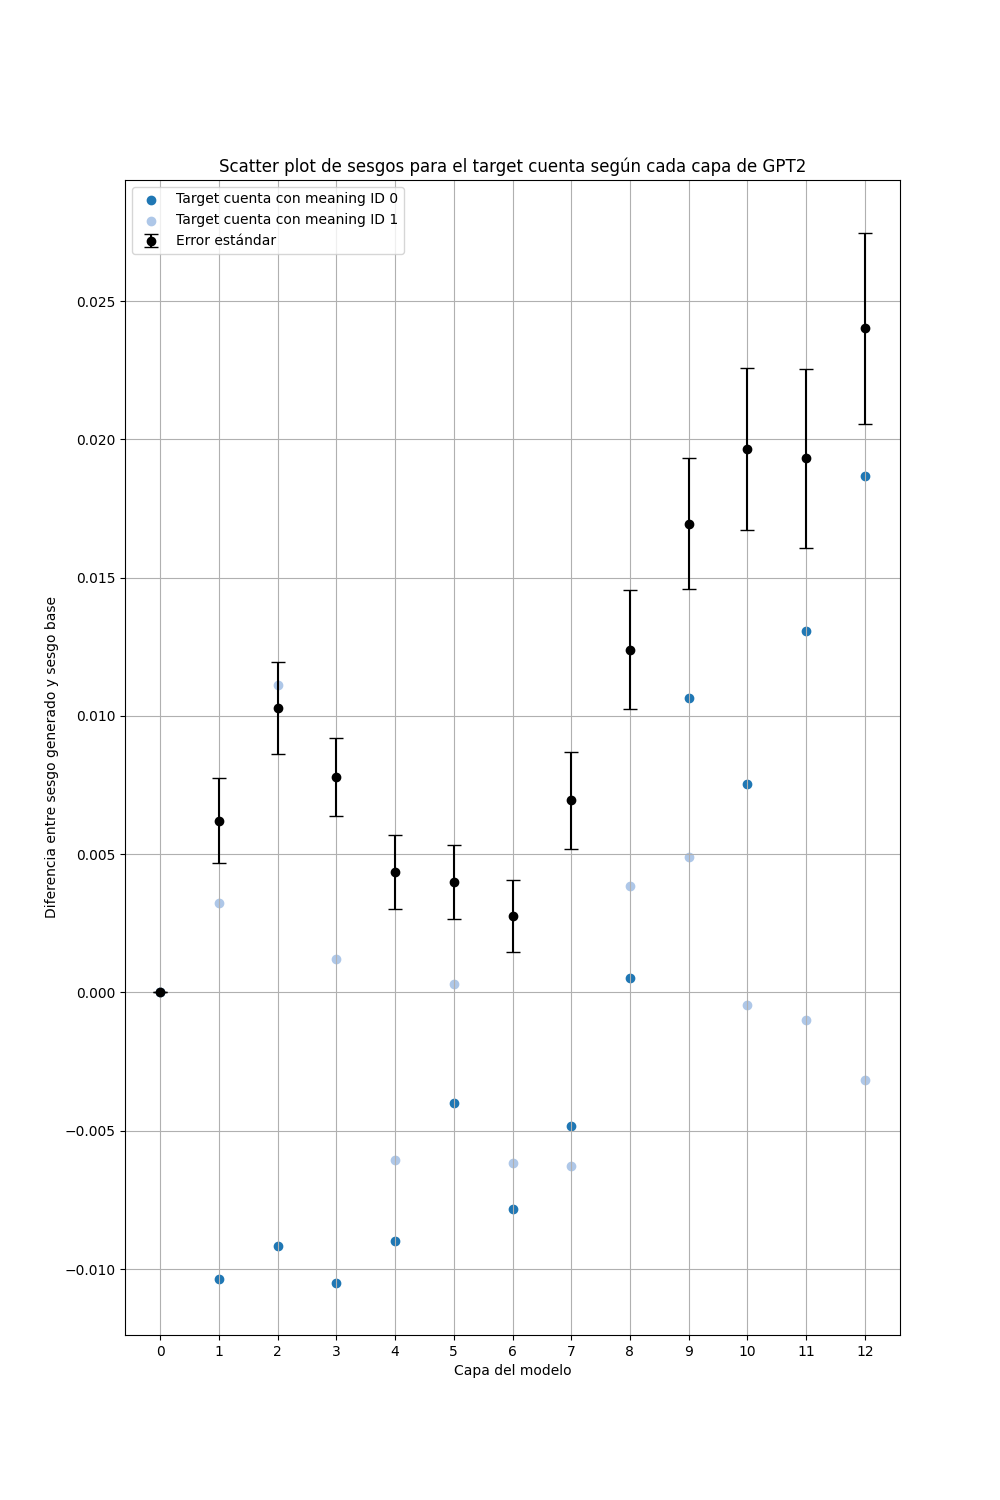 Scatter plot de sesgos para el target cuenta según cada capa de GPT2
Target cuenta con meaning ID 0
Target cuenta con meaning ID 1
Error estándar
Diferencia entre sesgo generado y sesgo base
0.025
0.020
0.015
0.010
0.005
0.000
−0.005
−0.010
0 1 2 3 4 5 6 7 8 9 10 11 12
Capa del modelo